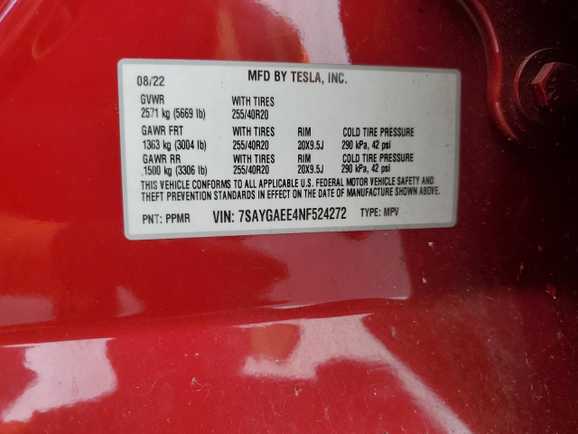 08/22 MFD BY TESLA, INC.
GVWR WITH TIRES
2571 kg (5669 lb) 255/40R20
GAWR FRT WITH TIRES RIM COLD TIRE PRESSURE
1363 kg (3004 lb) 255/40R20 20X9.5J 290 kPa, 42 psi
GAWR RR WITH TIRES RIM COLD TIRE PRESSURE
1500 kg (3306 lb) 255/40R20 20X9.5J 290 kPa, 42 psi
THIS VEHICLE CONFORMS TO ALL APPLICABLE U.S. FEDERAL MOTOR VEHICLE SAFETY AND
THEFT PREVENTION STANDARDS IN EFFECT ON THE DATE OF MANUFACTURE SHOWN ABOVE.
PNT: PPMR VIN: 7SAYGAEE4NF524272 TYPE: MPV